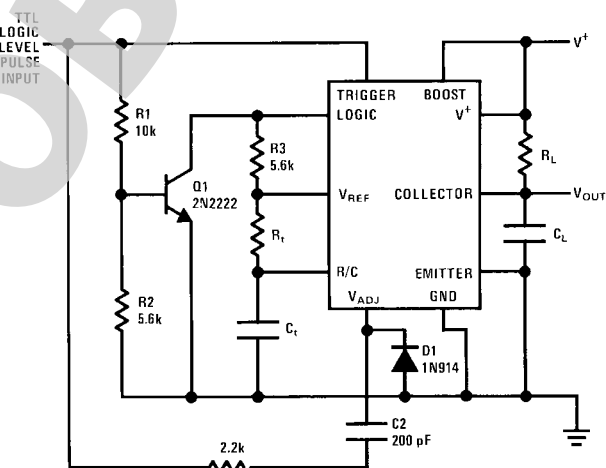 TTL
LOGIC
LEVEL
PULSE
INPUT
V+
TRIGGER
BOOST
LOGIC
V+
R1
10k
R3
5.6k
RL
Q1
2N2222
VREF
COLLECTOR
VOUT
Rt
CL
R/C
EMITTER
R2
5.6k
VADJ
GND
Ct
D1
1N914
C2
200 pF
2.2k